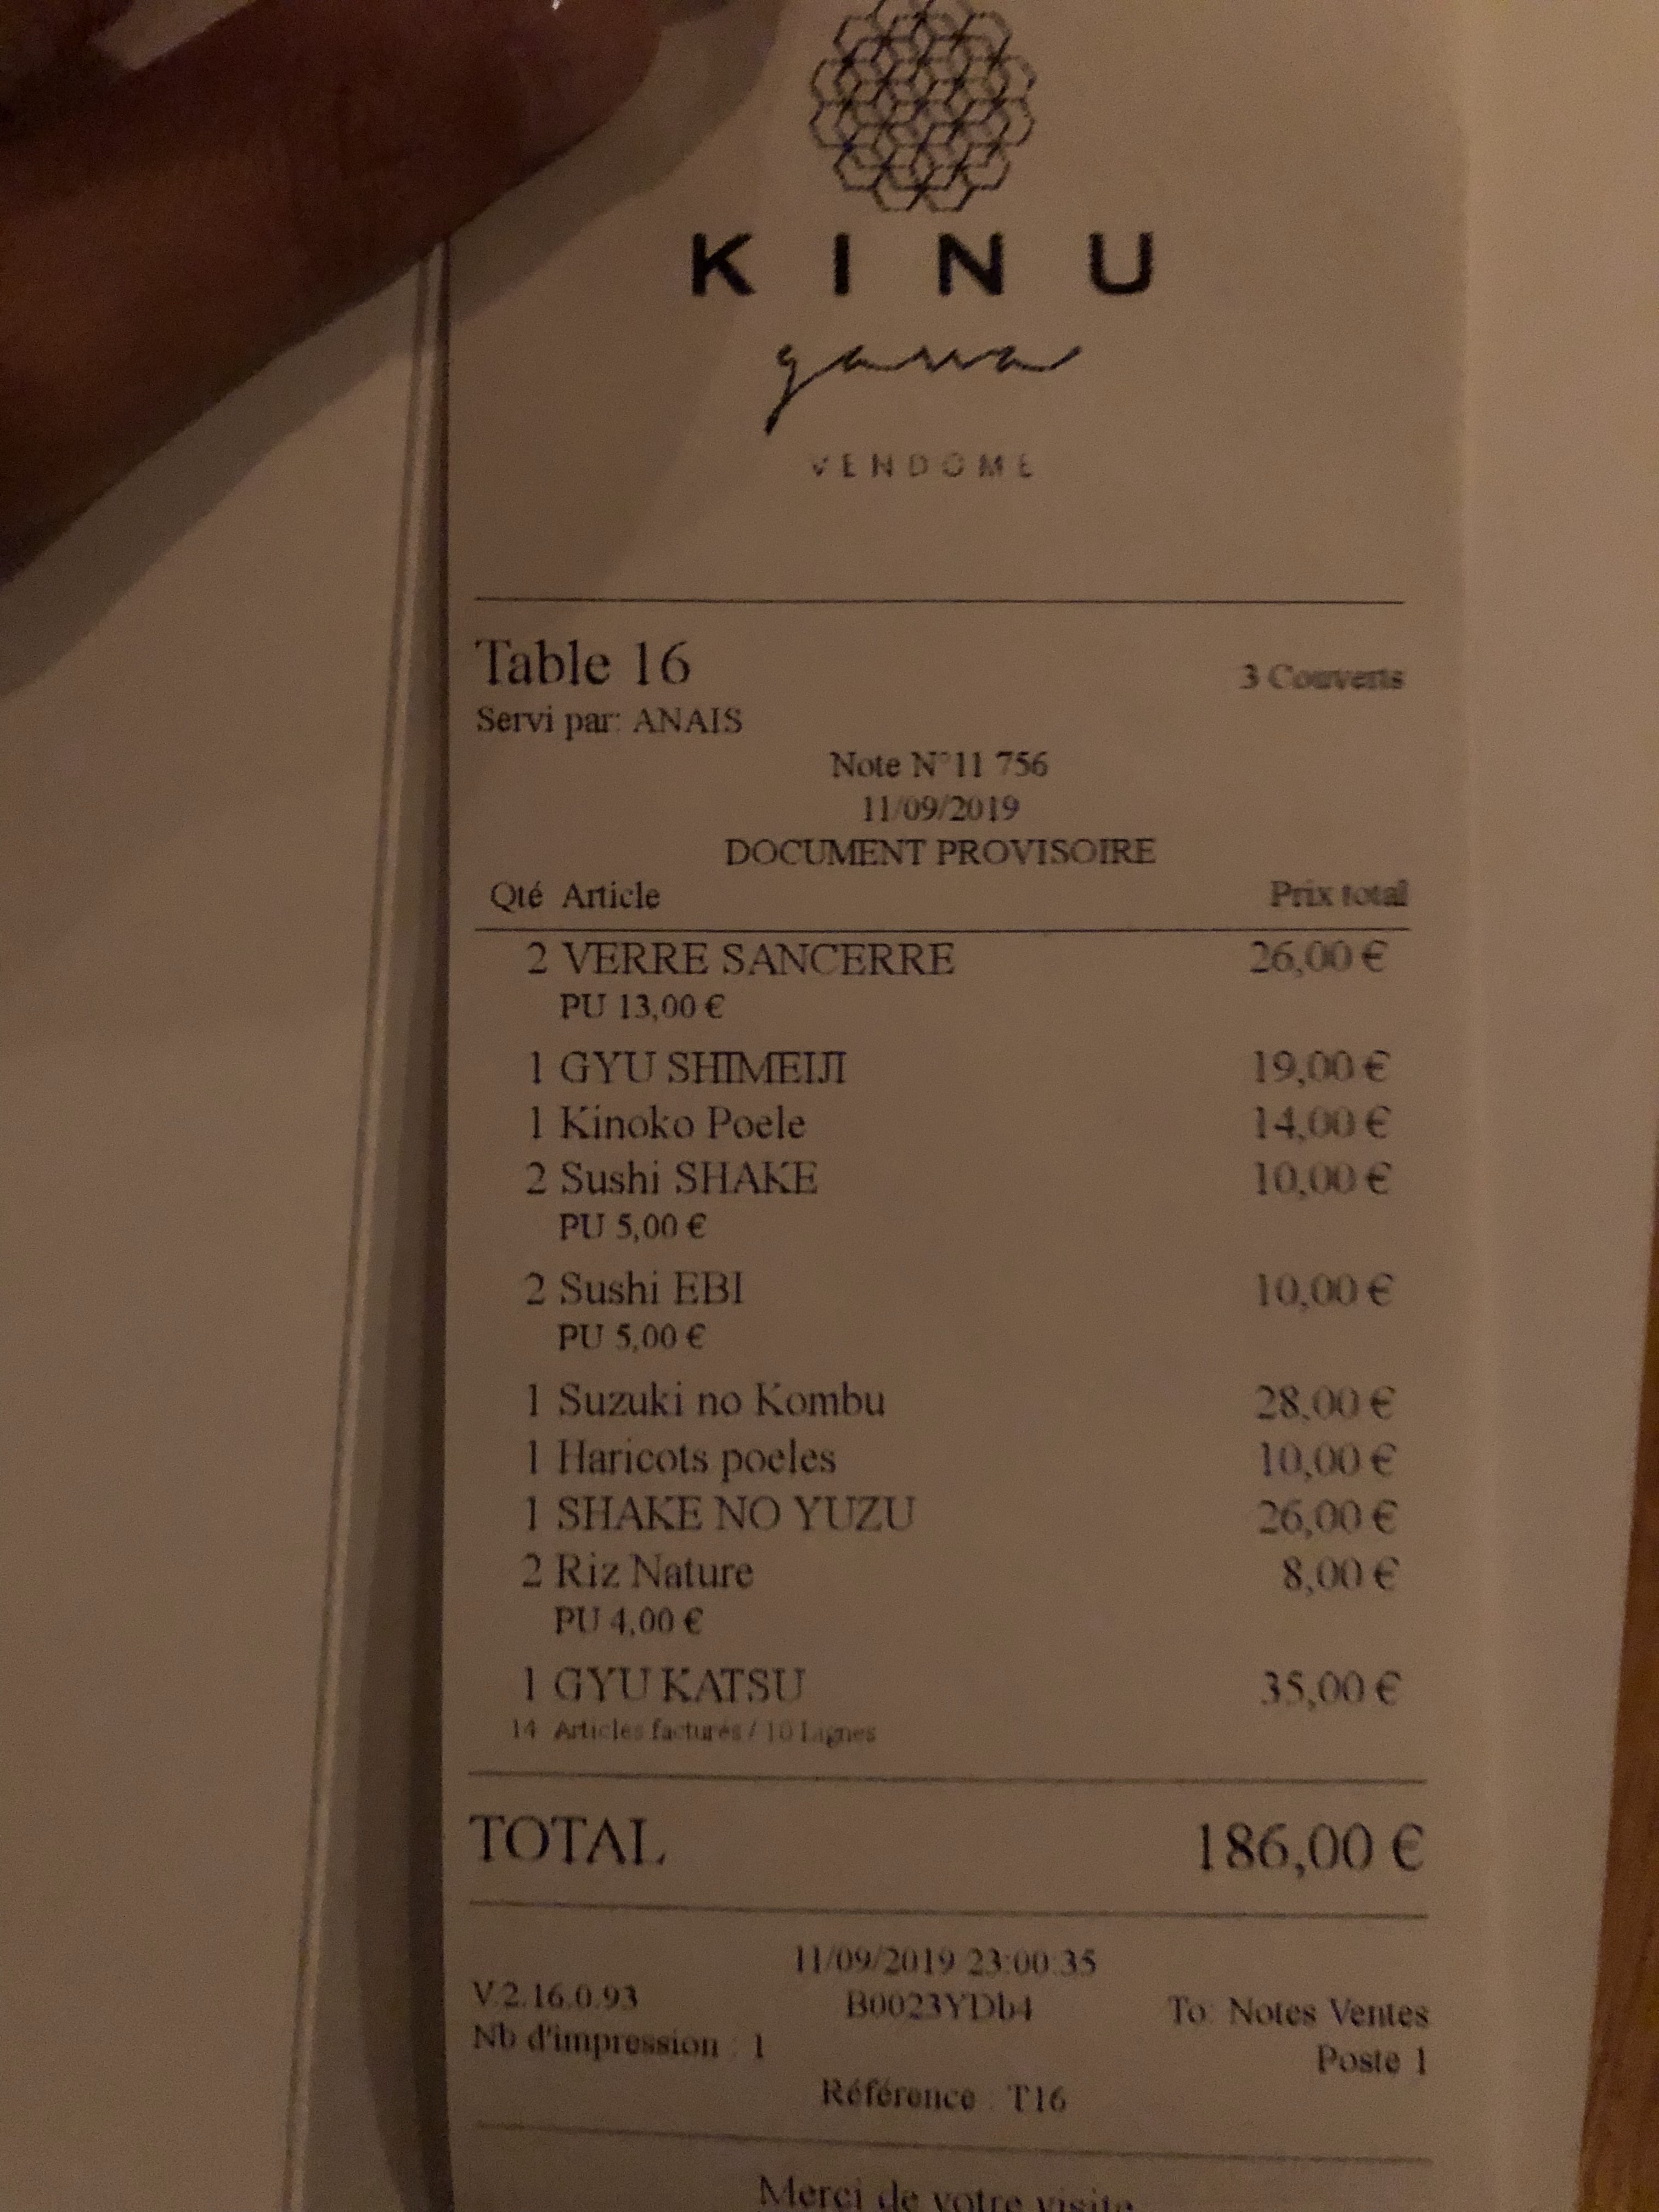 KINU
gawa
VENDOME
Table 16 3 Couverts
Servi par: ANAIS
Note N°11 756
11/09/2019
DOCUMENT PROVISOIRE
Qté Article Prix total
2 VERRE SANCERRE 26,00 €
PU 13,00 €
1 GYU SHIMEIJI 19,00 €
1 Kinoko Poele 14,00 €
2 Sushi SHAKE 10,00 €
PU 5,00 €
2 Sushi EBI 10,00 €
PU 5,00 €
1 Suzuki no Kombu 28,00 €
1 Haricots poeles 10,00 €
1 SHAKE NO YUZU 26,00 €
2 Riz Nature 8,00 €
PU 4,00 €
1 GYU KATSU 35,00 €
14 Articles facturés / 10 Lignes
TOTAL 186,00 €
11/09/2019 23:00:35
V.2.16.0.93 B0023YDb4 To: Notes Ventes
Nb d'impression : 1 Poste 1
Référence : T16
Merci de votre visite